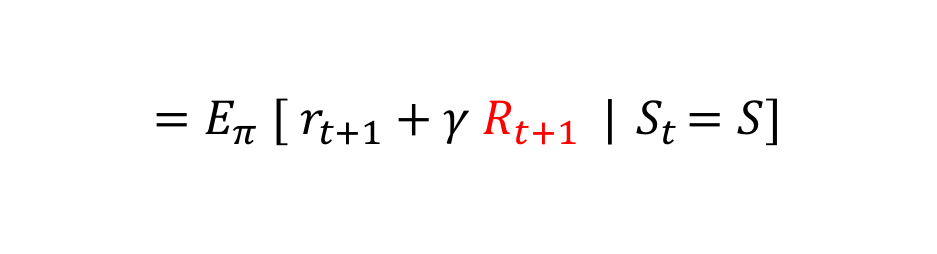 = E_π [ r_{t+1} + γ R_{t+1} | S_t = S]